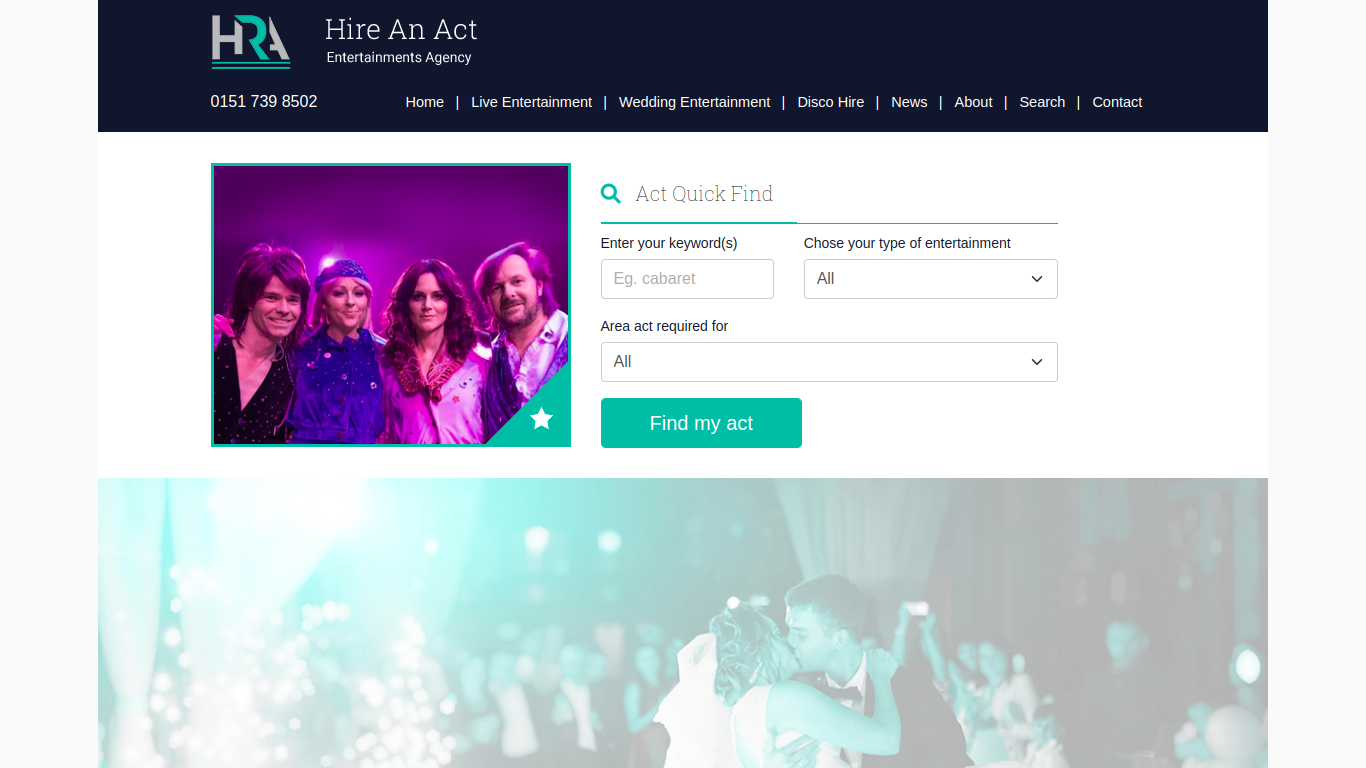 HRA
Hire An Act
Entertainments Agency
0151 739 8502
Home | Live Entertainment | Wedding Entertainment | Disco Hire | News | About | Search | Contact
Act Quick Find
Enter your keyword(s)
Chose your type of entertainment
Eg. cabaret
All
Area act required for
All
Find my act